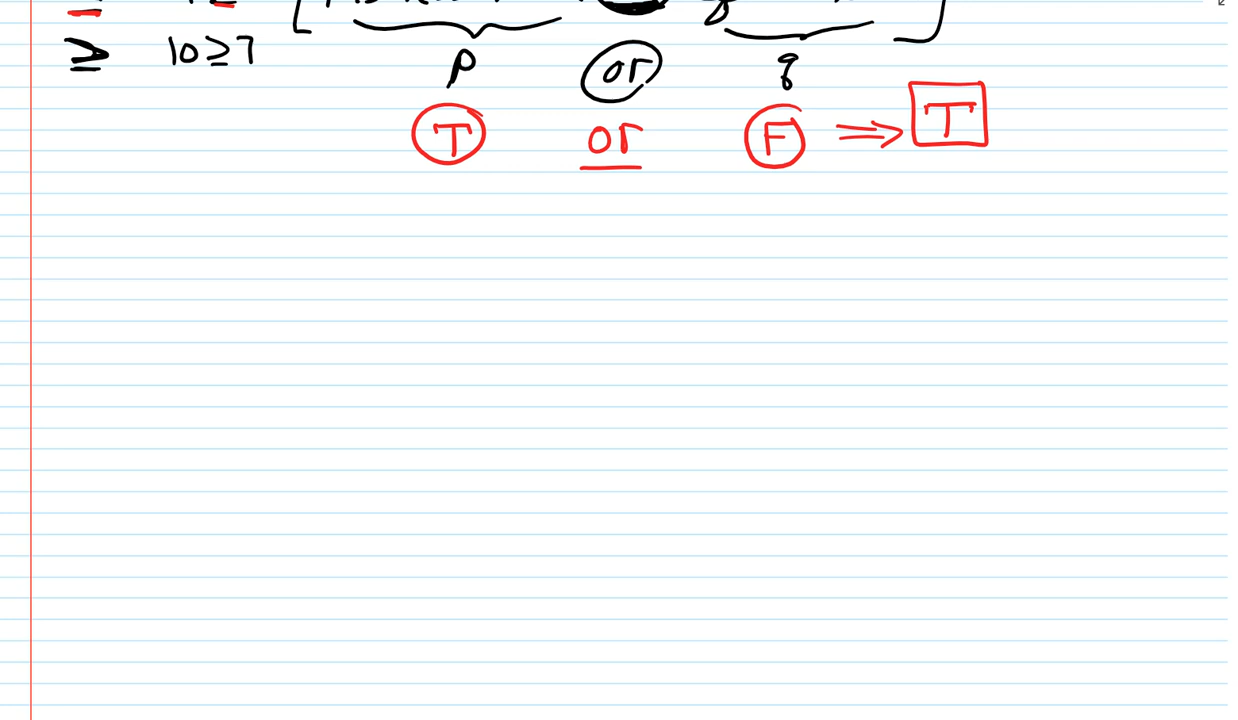 ≥ 10≥7 p or q
T or F ⇒ T